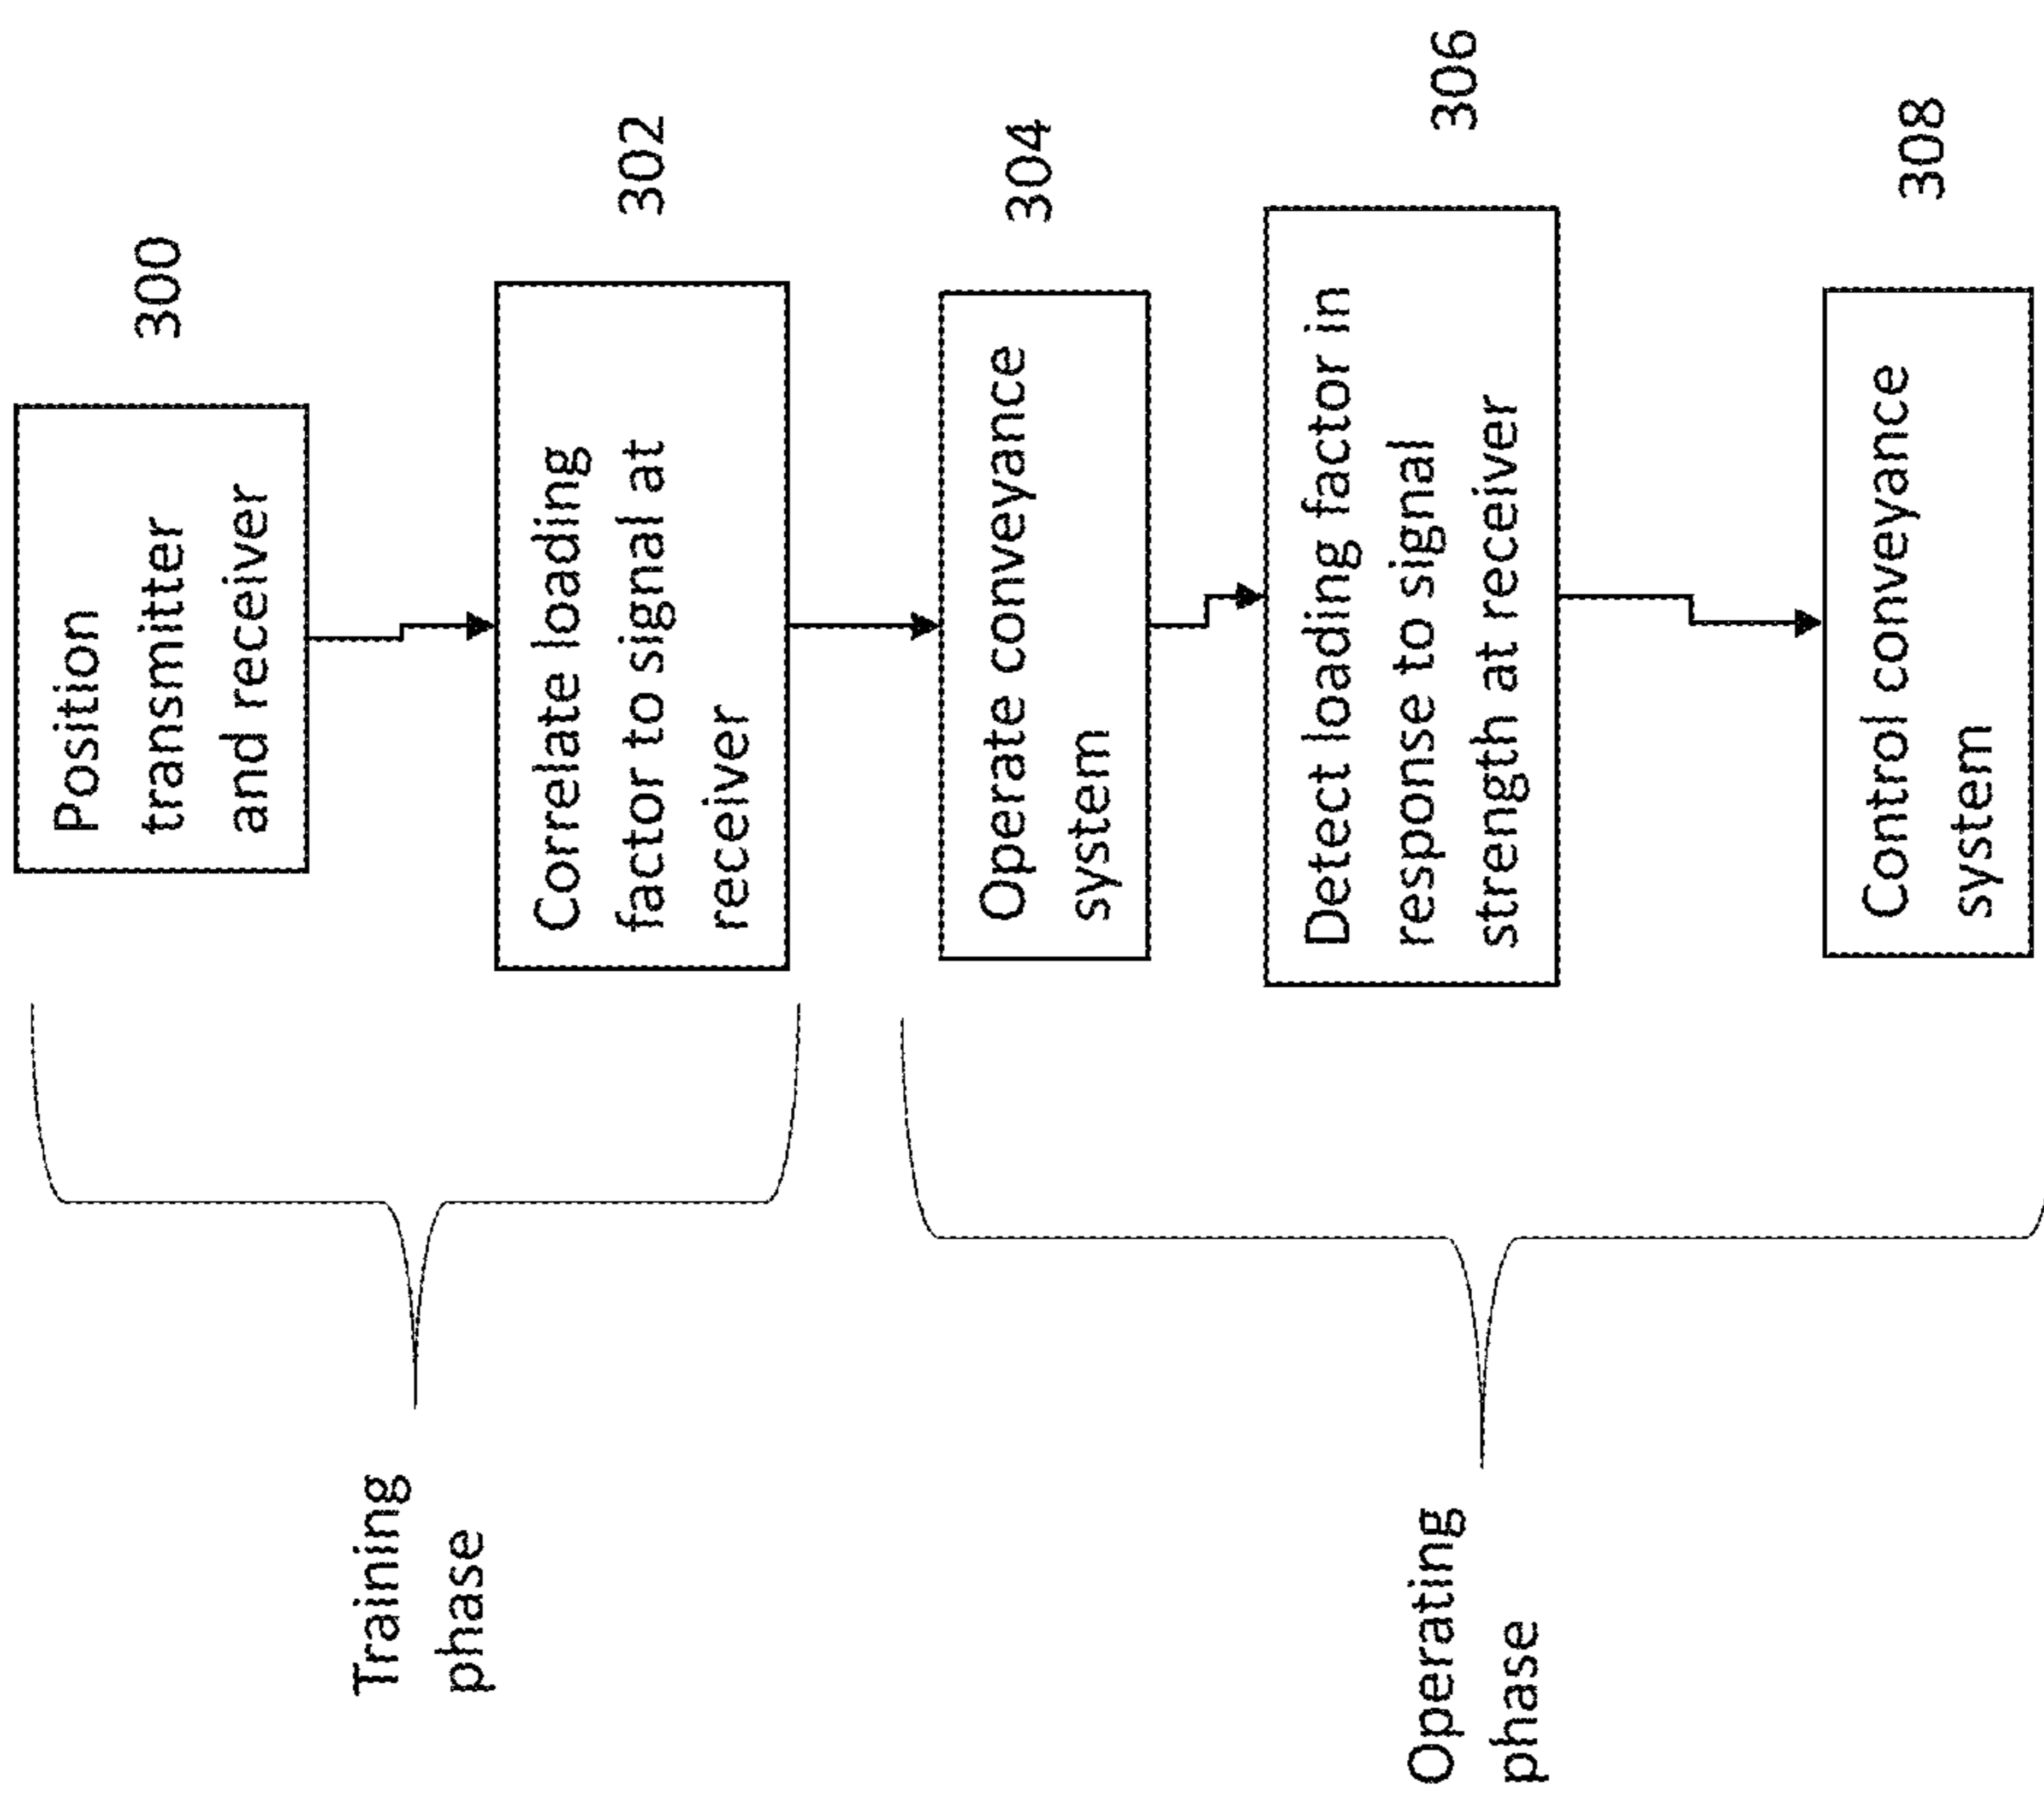 Training
phase
Position
transmitter
and receiver
300
Correlate loading
factor to signal at
receiver
302
Operating
phase
Operate conveyance
system
304
Detect loading factor in
response to signal
strength at receiver
306
Control conveyance
system
308